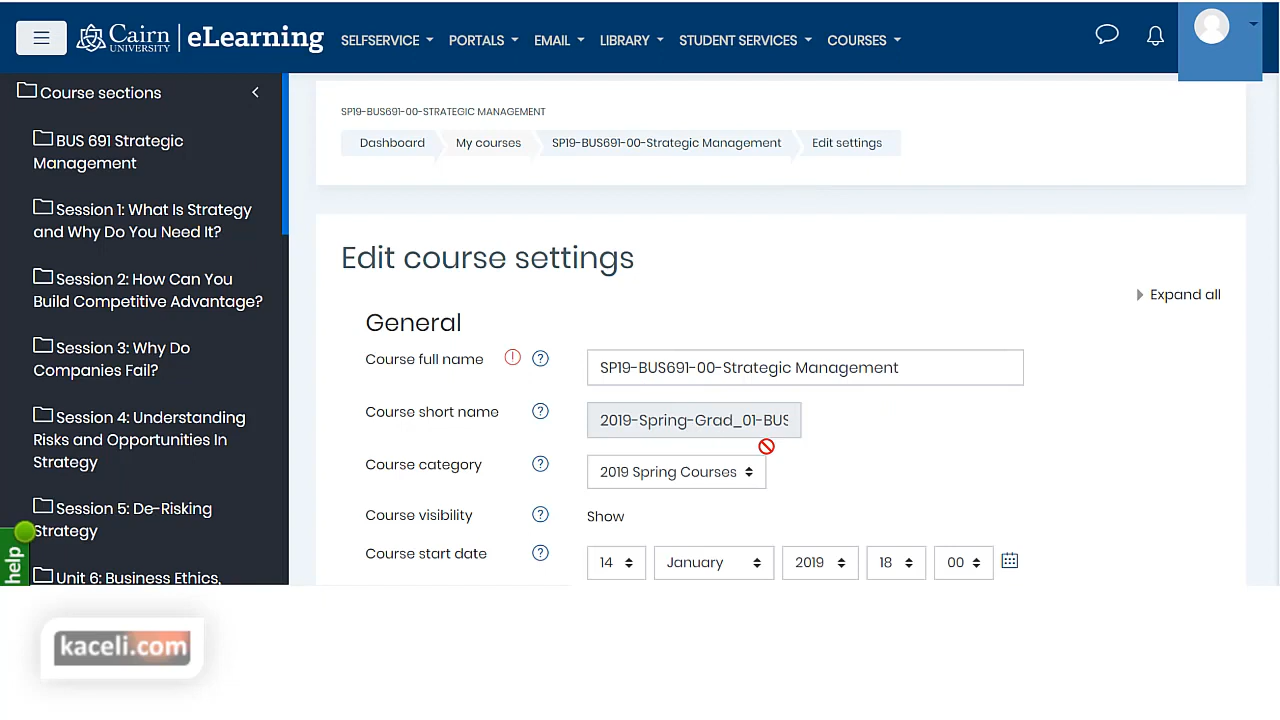 Cairn UNIVERSITY eLearning SELFSERVICE PORTALS EMAIL LIBRARY STUDENT SERVICES COURSES
Course sections
BUS 691 Strategic
Management
Session 1: What Is Strategy
and Why Do You Need It?
Session 2: How Can You
Build Competitive Advantage?
Session 3: Why Do
Companies Fail?
Session 4: Understanding
Risks and Opportunities In
Strategy
Session 5: De-Risking
Strategy
Unit 6: Business Ethics,
help
SP19-BUS691-00-STRATEGIC MANAGEMENT
Dashboard My courses SP19-BUS691-00-Strategic Management Edit settings
Edit course settings
Expand all
General
Course full name SP19-BUS691-00-Strategic Management
Course short name 2019-Spring-Grad_01-BUS
Course category 2019 Spring Courses
Course visibility Show
Course start date 14 January 2019 18 00
kaceli.com